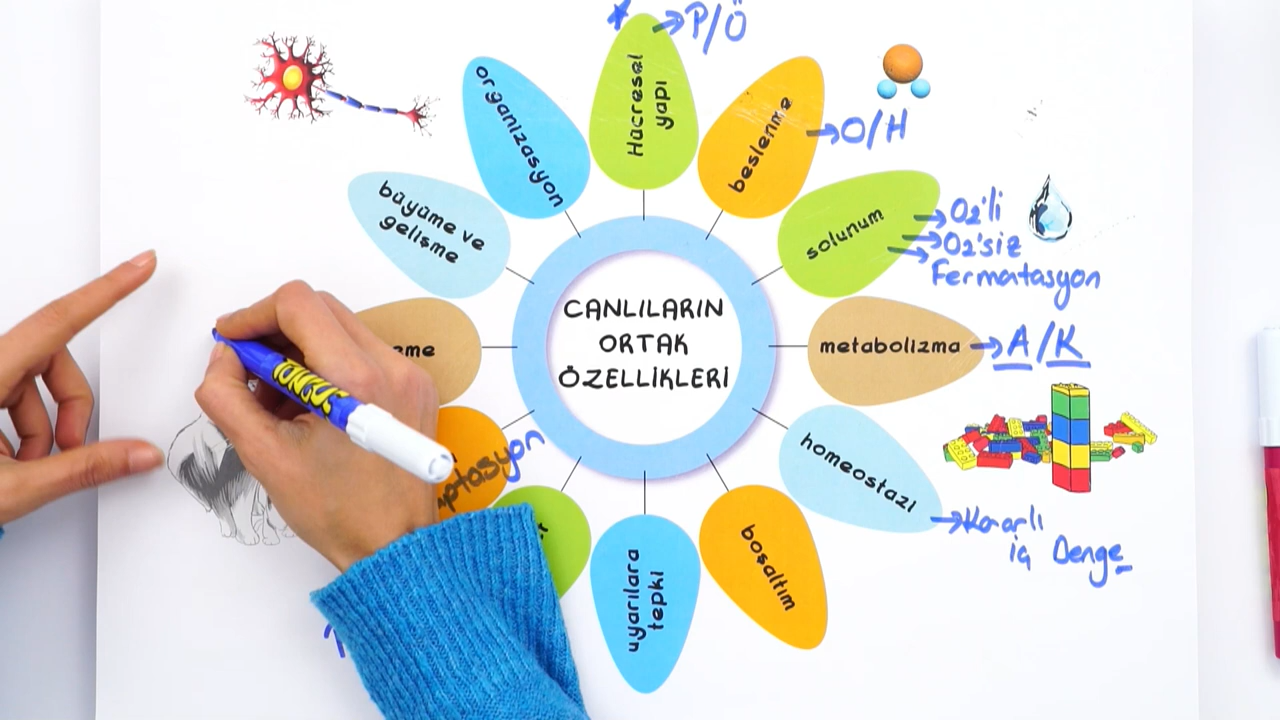 →P/Ö
Hücresel
yapı
beslenme
→O/H
solunum
→O₂'li
→O₂'siz
Fermatasyon
metabolizma
→A/K
homeostazi
→Kararlı
iç Denge
boşaltım
uyarılara
tepki
büyüme ve
gelişme
organizasyon
CANLILARIN
ORTAK
ÖZELLİKLERİ